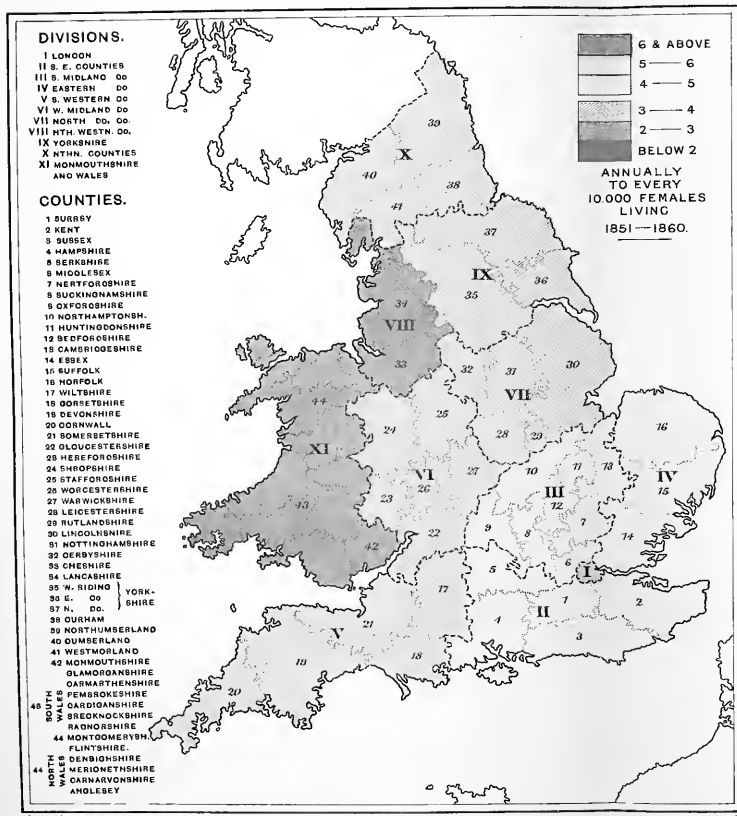 DIVISIONS.
I LONDON
II S. E. COUNTIES
III S. MIDLAND DO
IV EASTERN DO
V S. WESTERN DO
VI W. MIDLAND DO
VII NORTH DO. DO.
VIII NTH. WESTN. DO.
IX YORKSHIRE
X NTHN. COUNTIES
XI MONMOUTHSHIRE
AND WALES
COUNTIES.
1 SURREY
2 KENT
3 SUSSEX
4 HAMPSHIRE
5 BERKSHIRE
6 MIDDLESEX
7 HERTFORDSHIRE
8 BUCKINGHAMSHIRE
9 OXFORDSHIRE
10 NORTHAMPTONSH.
11 HUNTINGDONSHIRE
12 BEDFORDSHIRE
13 CAMBRIDGESHIRE
14 ESSEX
15 SUFFOLK
16 NORFOLK
17 WILTSHIRE
18 DORSETSHIRE
19 DEVONSHIRE
20 CORNWALL
21 SOMERSETSHIRE
22 GLOUCESTERSHIRE
23 HEREFORDSHIRE
24 SHROPSHIRE
25 STAFFORDSHIRE
26 WORCESTERSHIRE
27 WARWICKSHIRE
28 LEICESTERSHIRE
29 RUTLANDSHIRE
30 LINCOLNSHIRE
31 NOTTINGHAMSHIRE
32 DERBYSHIRE
33 CHESHIRE
34 LANCASHIRE
35 W. RIDING
36 E. DO
37 N. DO.
YORK-
SHIRE
38 DURHAM
39 NORTHUMBERLAND
40 CUMBERLAND
41 WESTMORLAND
42 MONMOUTHSHIRE
43 SOUTH WALES
GLAMORGANSHIRE
CARMARTHENSHIRE
PEMBROKESHIRE
CARDIGANSHIRE
BRECKNOCKSHIRE
RADNORSHIRE
44 MONTGOMERYSH.
44 NORTH WALES
FLINTSHIRE.
DENBIGHSHIRE
MERIONETHSHIRE
CARNARVONSHIRE
ANGLESEY
6 & ABOVE
5 — 6
4 — 5
3 — 4
2 — 3
BELOW 2
ANNUALLY
TO EVERY
10.000 FEMALES
LIVING
1851—1860.
39
X
40
38
41
37
IX
36
35
34
VIII
33
32
31
30
VII
28
29
44
XI
43
42
24
25
VI
26
27
23
22
16
IV
15
14
10
11
13
III
12
9
8
7
6
I
5
II
1
2
4
3
17
21
V
19
18
20